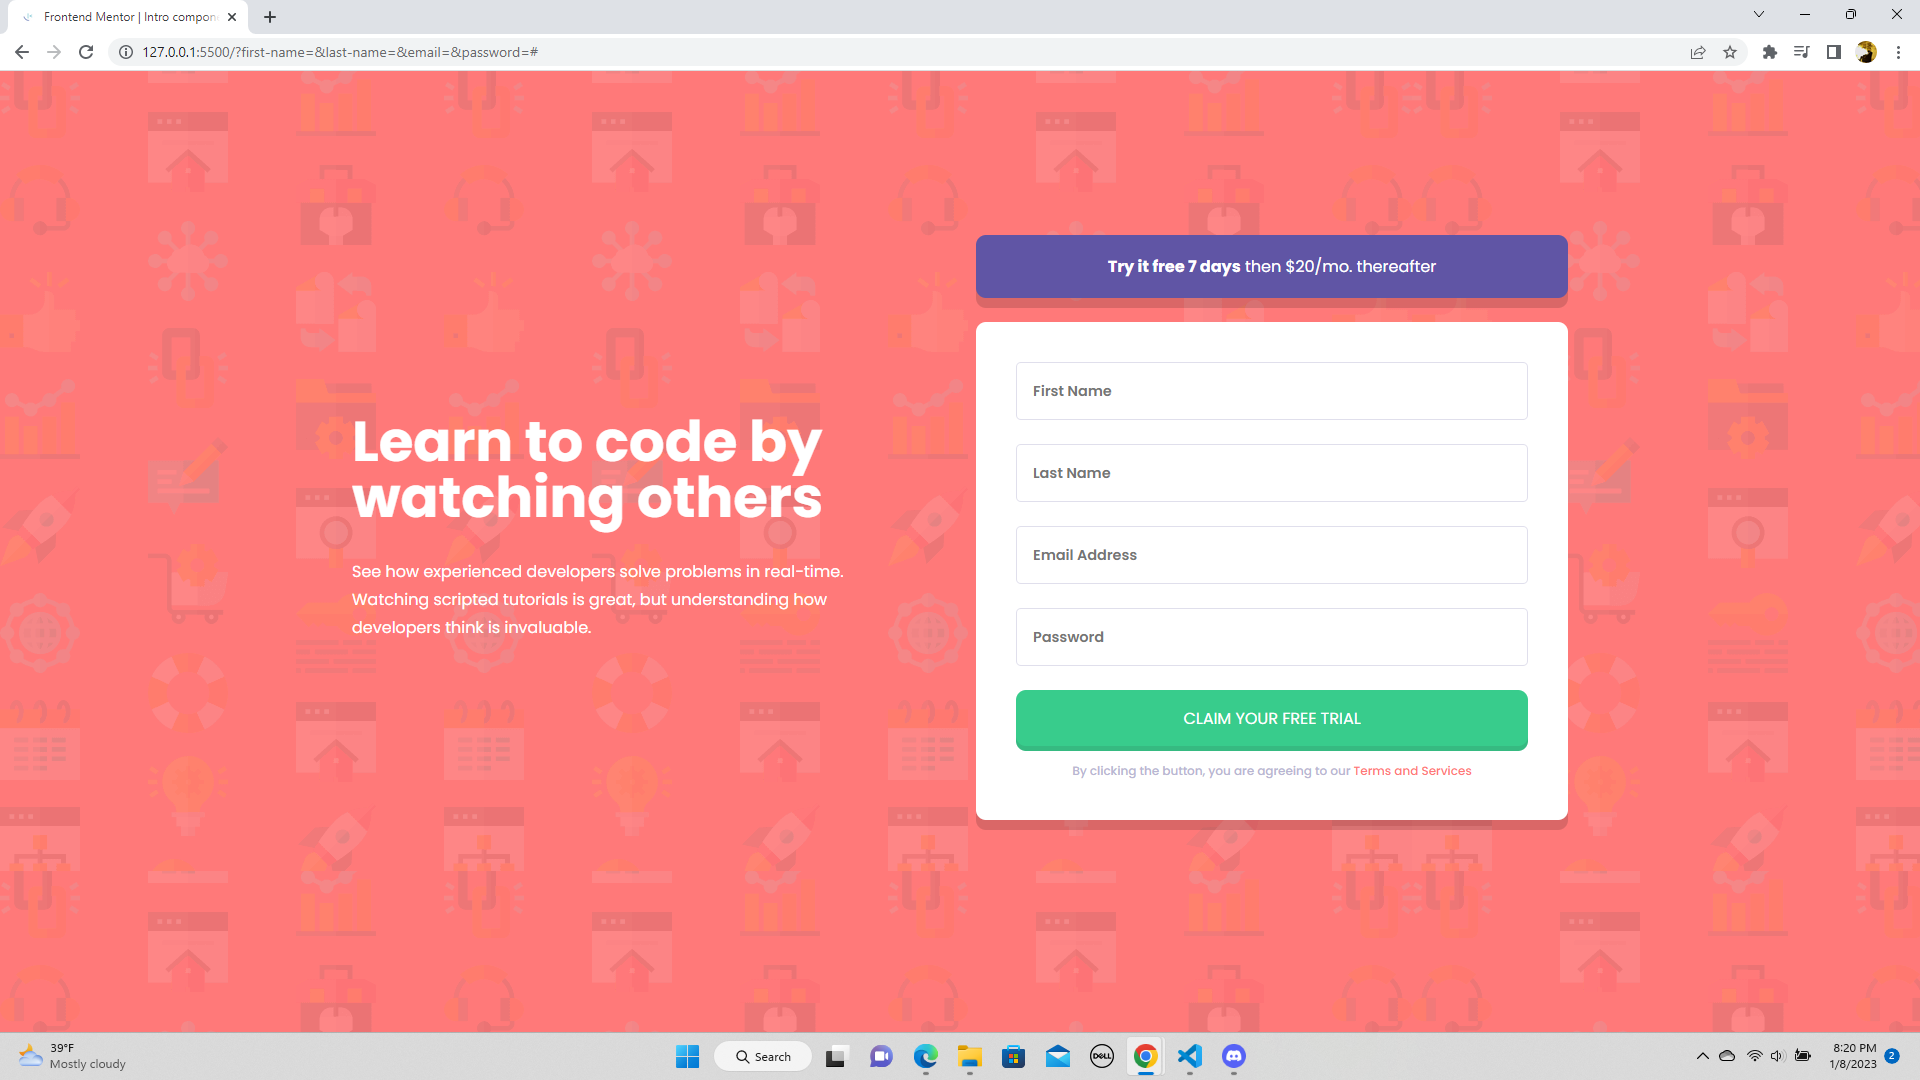 Frontend Mentor | Intro compon
127.0.0.1:5500/?first-name=&last-name=&email=&password=#
Try it free 7 days then $20/mo. thereafter
Learn to code by
watching others
See how experienced developers solve problems in real-time.
Watching scripted tutorials is great, but understanding how
developers think is invaluable.
First Name
Last Name
Email Address
Password
CLAIM YOUR FREE TRIAL
By clicking the button, you are agreeing to our Terms and Services
39°F
Mostly cloudy
Search
DELL
8:20 PM
1/8/2023
2